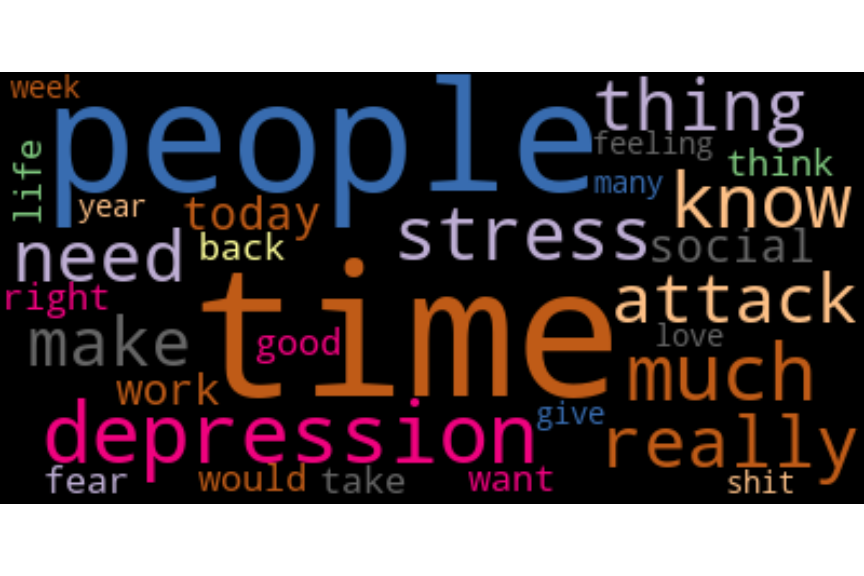 week
people
thing
feeling
think
life
many
know
year
today
stress
social
need
back
time
right
attack
make
good
love
much
work
depression
give
really
fear
would
take
want
shit